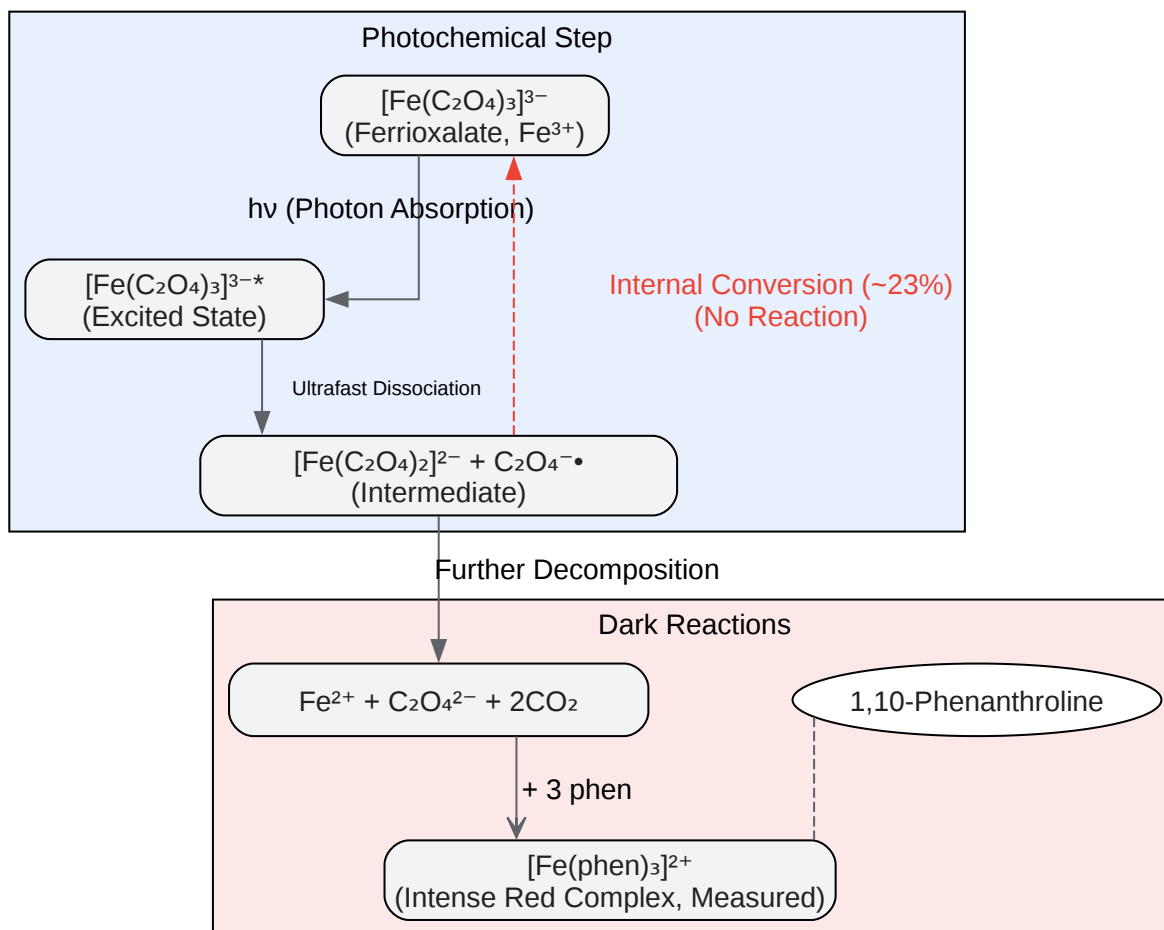 Photochemical Step
[Fe(C₂O₄)₃]³⁻
(Ferrioxalate, Fe³⁺)
hν (Photon Absorption)
[Fe(C₂O₄)₃]³⁻*
(Excited State)
Internal Conversion (~23%)
(No Reaction)
Ultrafast Dissociation
[Fe(C₂O₄)₂]²⁻ + C₂O₄⁻•
(Intermediate)
Further Decomposition
Dark Reactions
Fe²⁺ + C₂O₄²⁻ + 2CO₂
1,10-Phenanthroline
+ 3 phen
[Fe(phen)₃]²⁺
(Intense Red Complex, Measured)